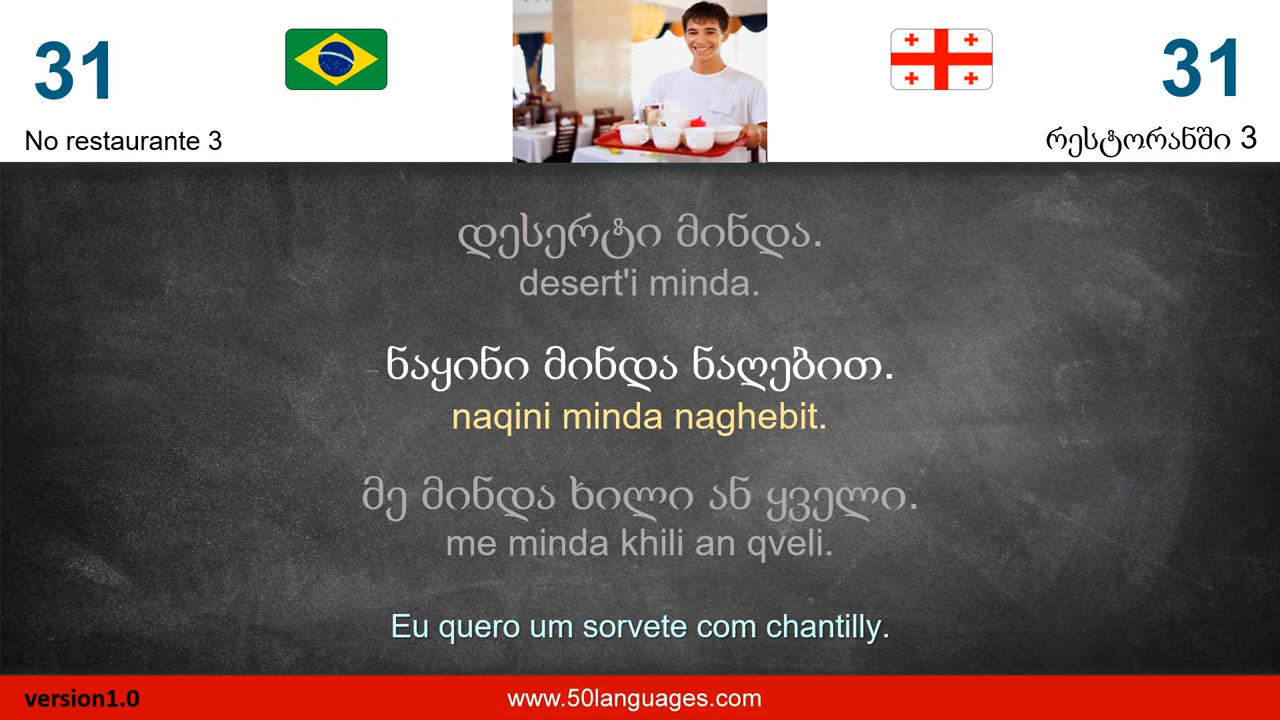 31
31
No restaurante 3
რესტორანში 3
დესერტი მინდა.
desert'i minda.
ნაყინი მინდა ნაღებით.
naqini minda naghebit.
მე მინდა ხილი ან ყველი.
me minda khili an qveli.
Eu quero um sorvete com chantilly.
version1.0
www.50languages.com